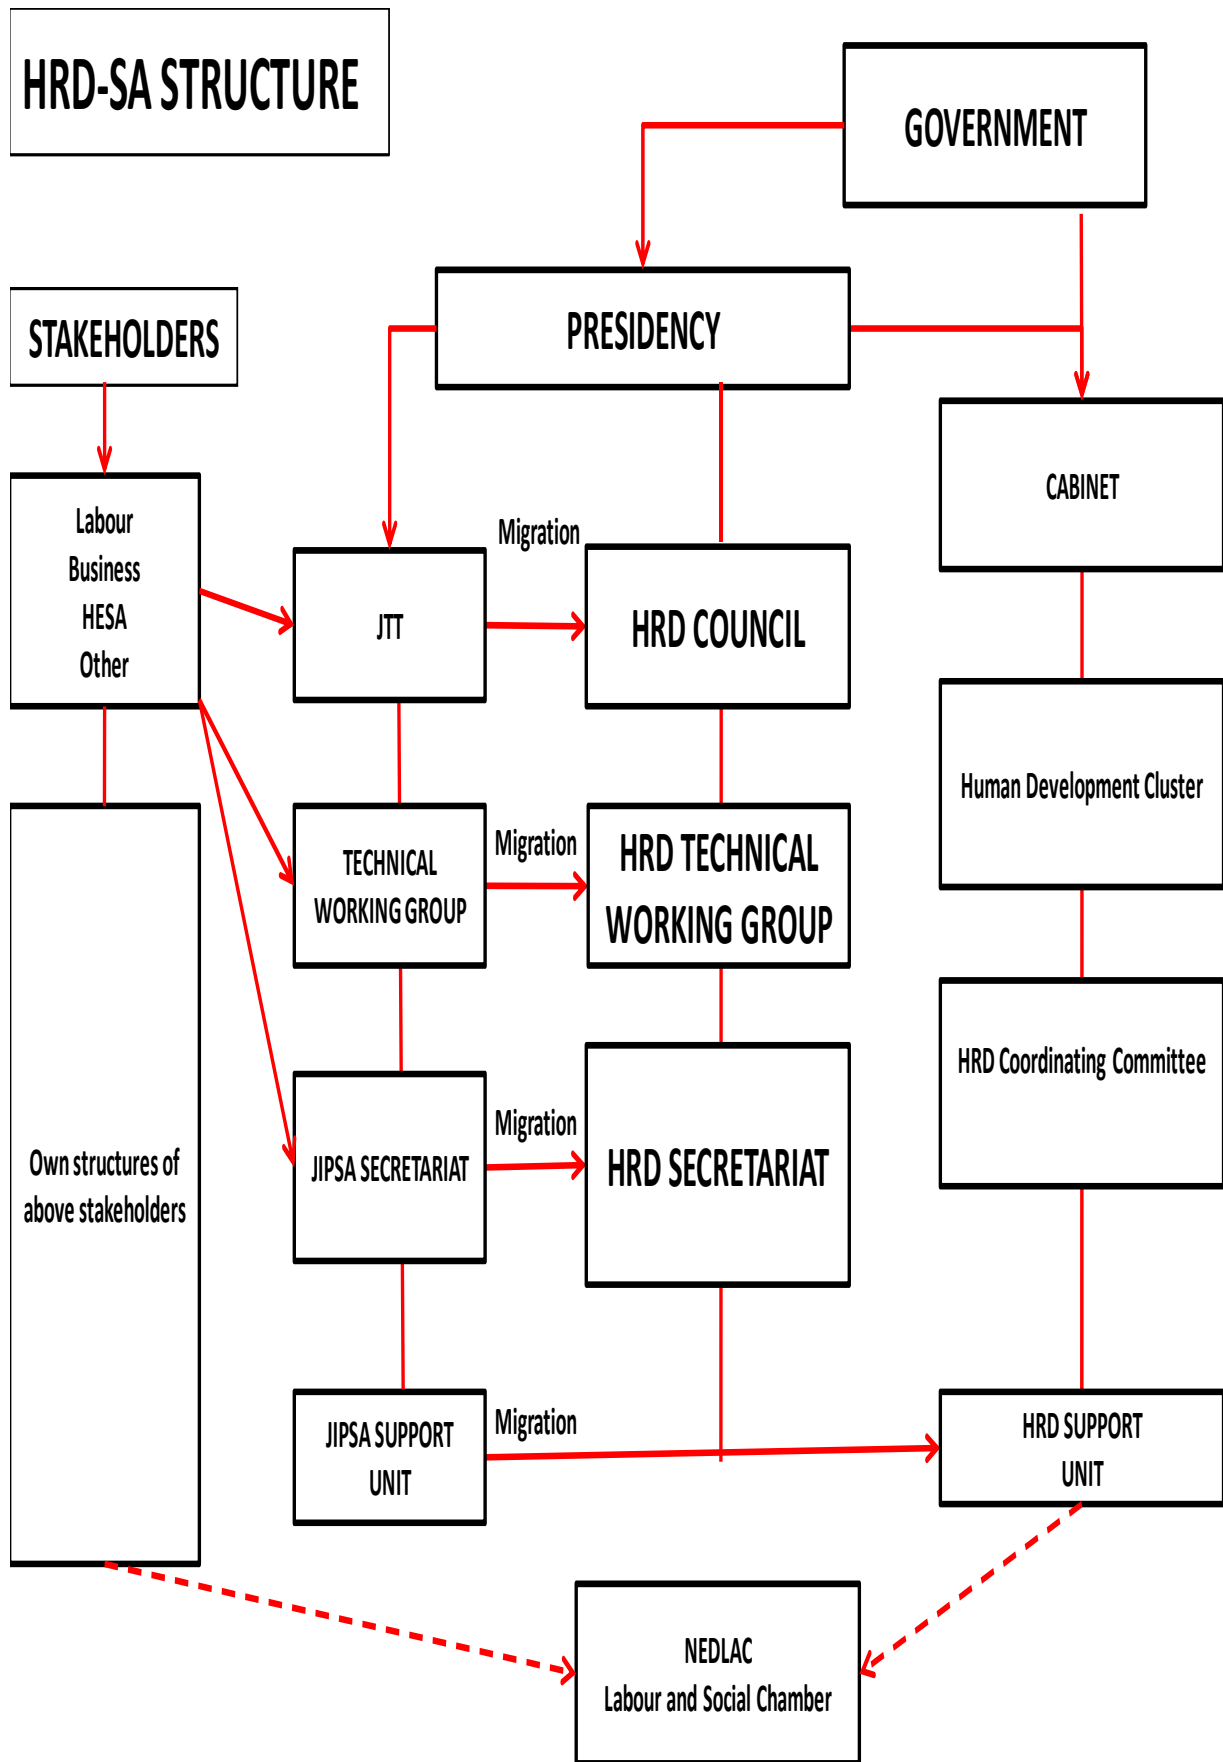 HRD-SA STRUCTURE
GOVERNMENT
PRESIDENCY
STAKEHOLDERS
CABINET
Labour
Business
HESA
Other
Migration
JTT
HRD COUNCIL
Human Development Cluster
Migration
TECHNICAL
WORKING GROUP
HRD TECHNICAL
WORKING GROUP
HRD Coordinating Committee
Migration
JIPSA SECRETARIAT
HRD SECRETARIAT
Own structures of
above stakeholders
Migration
JIPSA SUPPORT
UNIT
HRD SUPPORT
UNIT
NEDLAC
Labour and Social Chamber